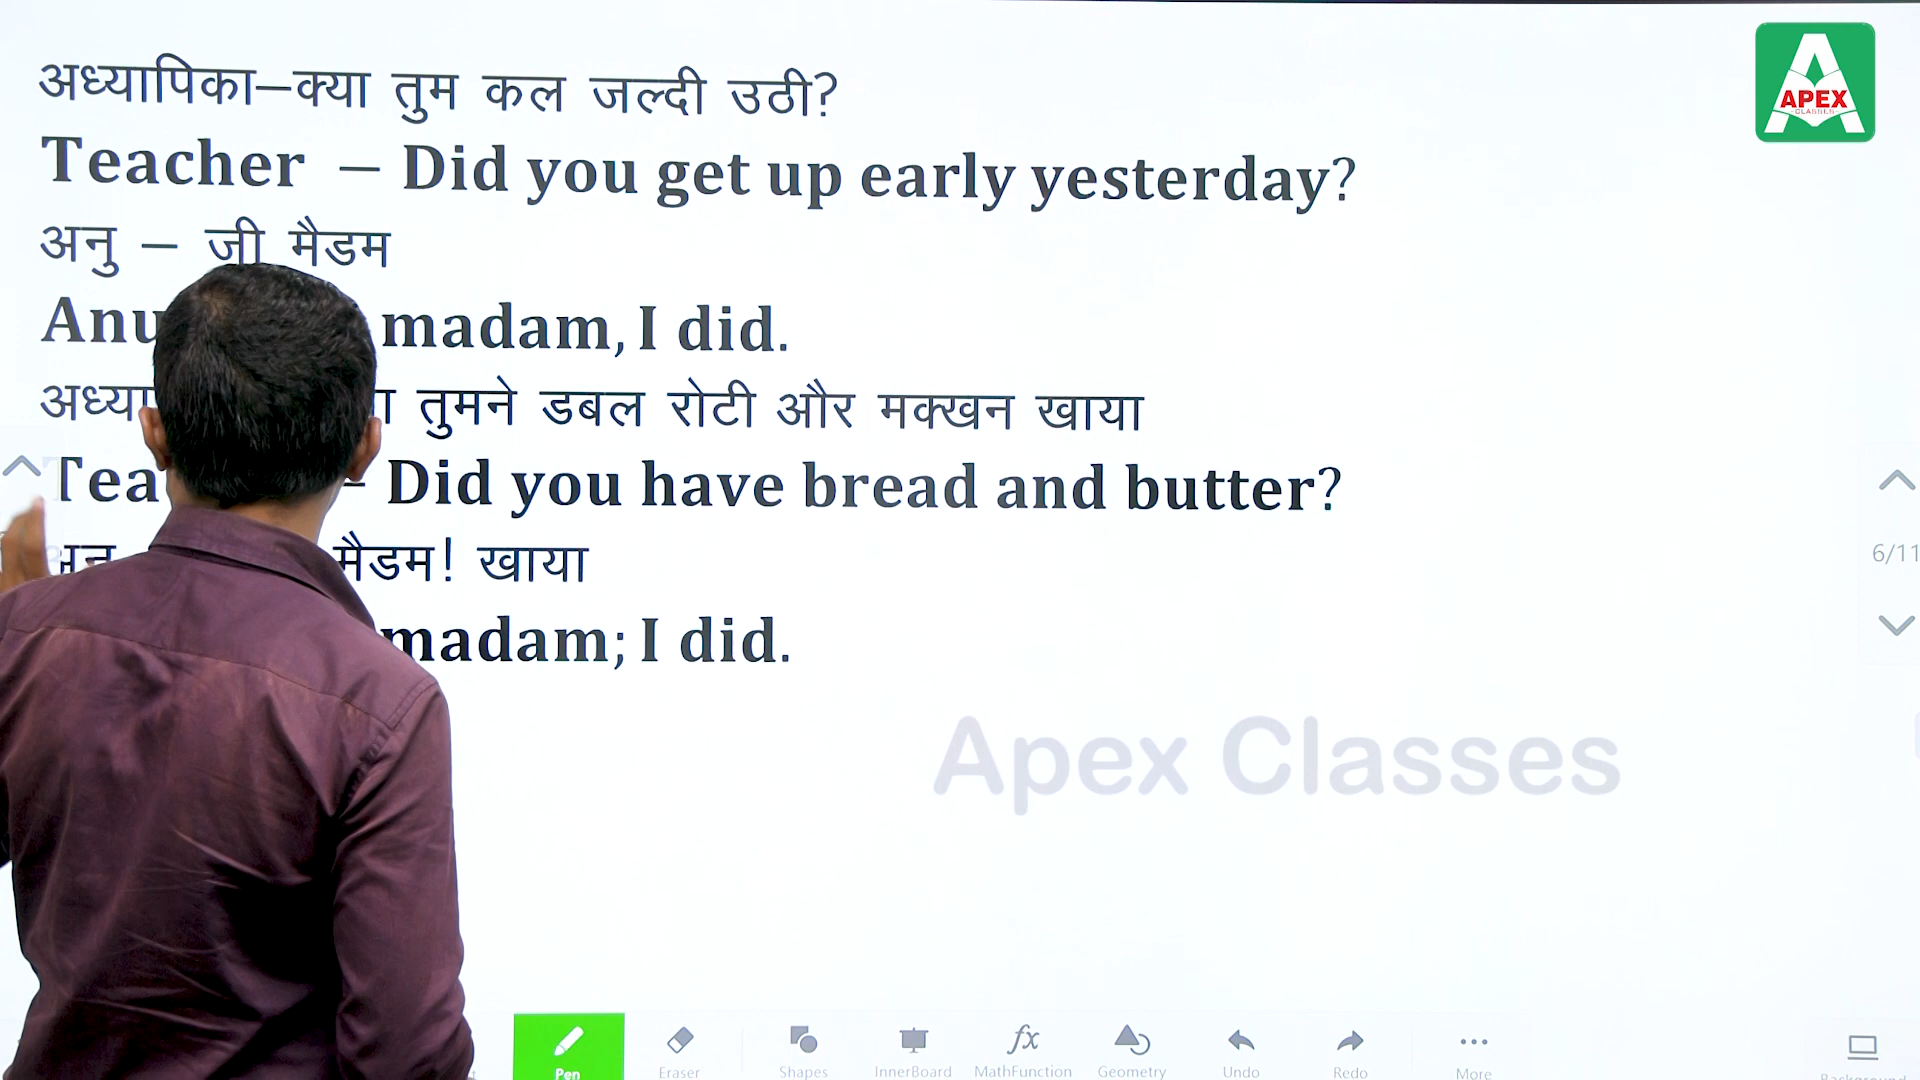 अध्यापिका–क्या तुम कल जल्दी उठी?
Teacher – Did you get up early yesterday?
अनु – जी मैडम
Anu madam, I did.
तुमने डबल रोटी और मक्खन खाया
– Did you have bread and butter?
मैडम! खाया
madam; I did.
Apex Classes
APEX
CLASSES
6/11
Pen
Eraser
Shapes
InnerBoard
MathFunction
Geometry
Undo
Redo
More